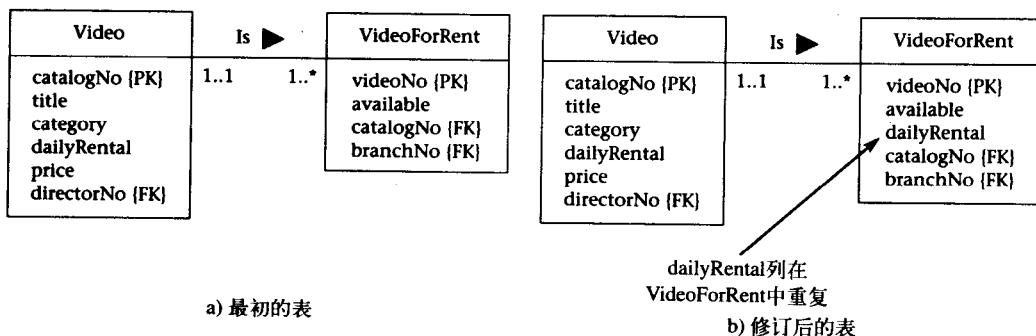 Video
Is
VideoForRent
catalogNo {PK}
title
category
dailyRental
price
directorNo {FK}
1..1
1..*
videoNo {PK}
available
catalogNo {FK}
branchNo {FK}
a) 最初的表
Video
Is
VideoForRent
catalogNo {PK}
title
category
dailyRental
price
directorNo {FK}
1..1
1..*
videoNo {PK}
available
dailyRental
catalogNo {FK}
branchNo {FK}
dailyRental列在
VideoForRent中重复
b) 修订后的表